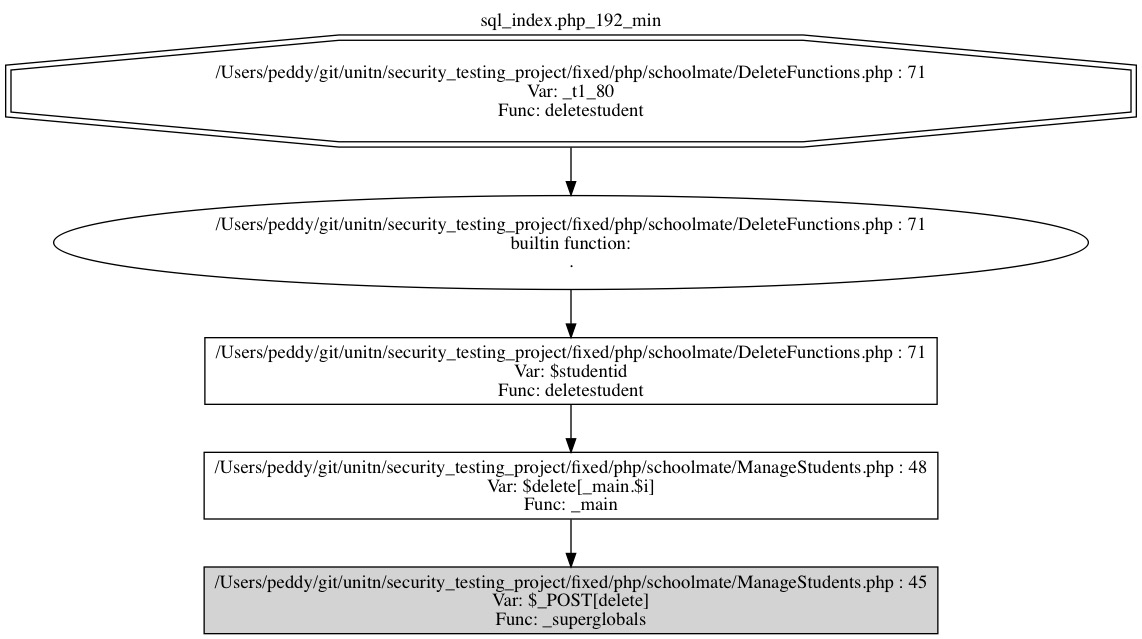 sql_index.php_192_min
/Users/peddy/git/unitn/security_testing_project/fixed/php/schoolmate/DeleteFunctions.php : 71
Var: _t1_80
Func: deletestudent
/Users/peddy/git/unitn/security_testing_project/fixed/php/schoolmate/DeleteFunctions.php : 71
builtin function:
.
/Users/peddy/git/unitn/security_testing_project/fixed/php/schoolmate/DeleteFunctions.php : 71
Var: $studentid
Func: deletestudent
/Users/peddy/git/unitn/security_testing_project/fixed/php/schoolmate/ManageStudents.php : 48
Var: $delete[_main.$i]
Func: _main
/Users/peddy/git/unitn/security_testing_project/fixed/php/schoolmate/ManageStudents.php : 45
Var: $_POST[delete]
Func: _superglobals